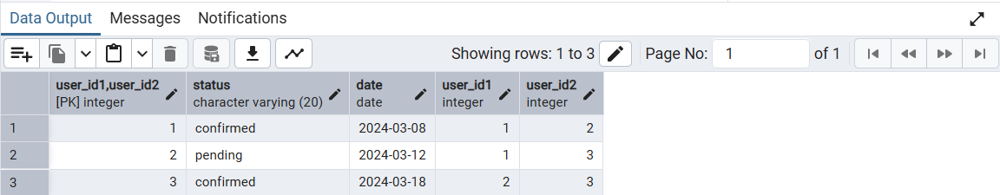 Data Output Messages Notifications
Showing rows: 1 to 3 Page No: 1 of 1
user_id1,user_id2 status date user_id1 user_id2
[PK] integer character varying (20) date integer integer
1 1 confirmed 2024-03-08 1 2
2 2 pending 2024-03-12 1 3
3 3 confirmed 2024-03-18 2 3